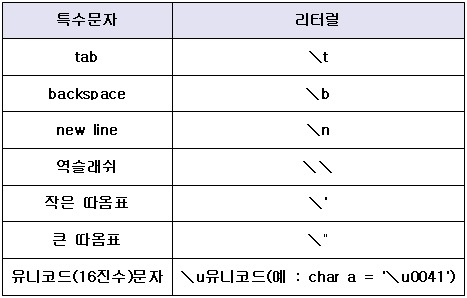 특수문자 리터럴
tab \t
backspace \b
new line \n
역슬래쉬 \\
작은 따옴표 \'
큰 따옴표 \"
유니코드(16진수)문자 \u유니코드(예 : char a = '\u0041')